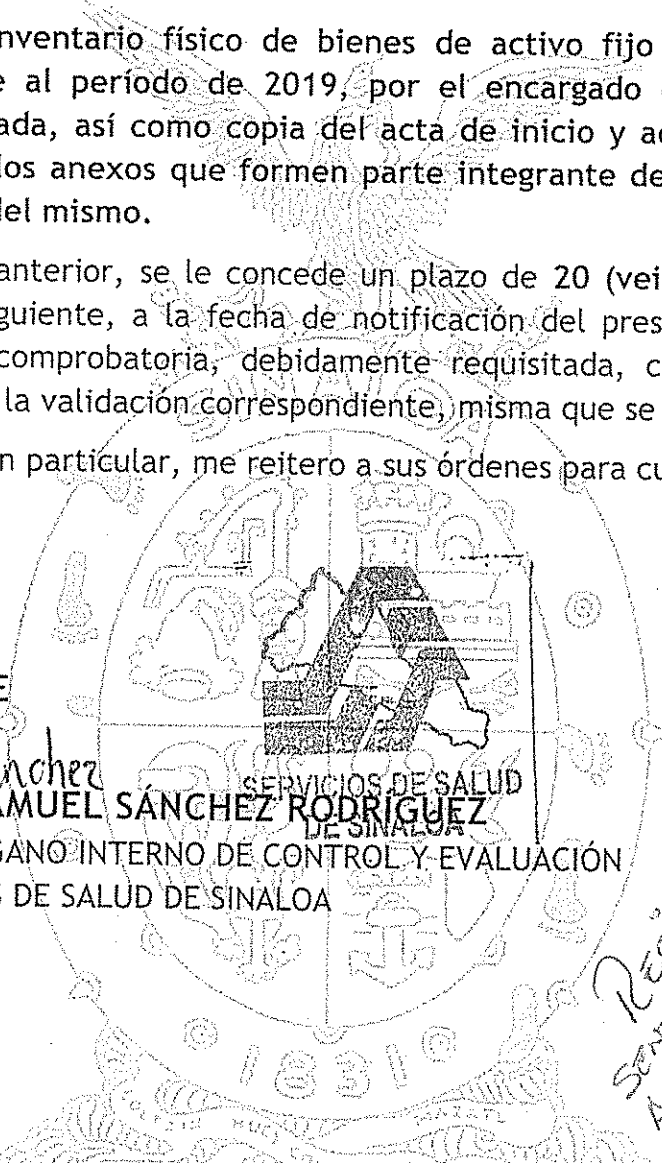 nventario físico de bienes de activo fijo
e al período de 2019, por el encargado
ada, así como copia del acta de inicio y a
los anexos que formen parte integrante de
del mismo.
anterior, se le concede un plazo de 20 (vei
guiente, a la fecha de notificación del pres
comprobatoria, debidamente requisitada, c
la validación correspondiente, misma que se
n particular, me reitero a sus órdenes para cu
SINALOA
E
nchez
SERVICIOS DE SALUD
DE SINALOA
AMUEL SÁNCHEZ RODRÍGUEZ
GANO INTERNO DE CONTROL Y EVALUACIÓN
S DE SALUD DE SINALOA
1831
MAZATL